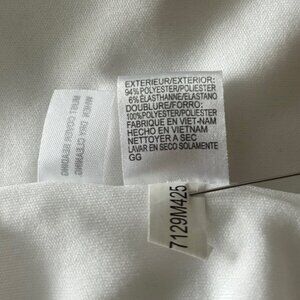 EXTERIEUR/EXTERIOR:
94%POLYESTER/POLIESTER
6%ÉLASTHANNE/ELASTANO
DOUBLURE/FORRO:
100%POLYESTER/POLIESTER
FABRIQUE EN VIET-NAM
HECHO EN VIETNAM
NETTOYER A SEC
LAVAR EN SECO SOLAMENTE
GG
7129M425